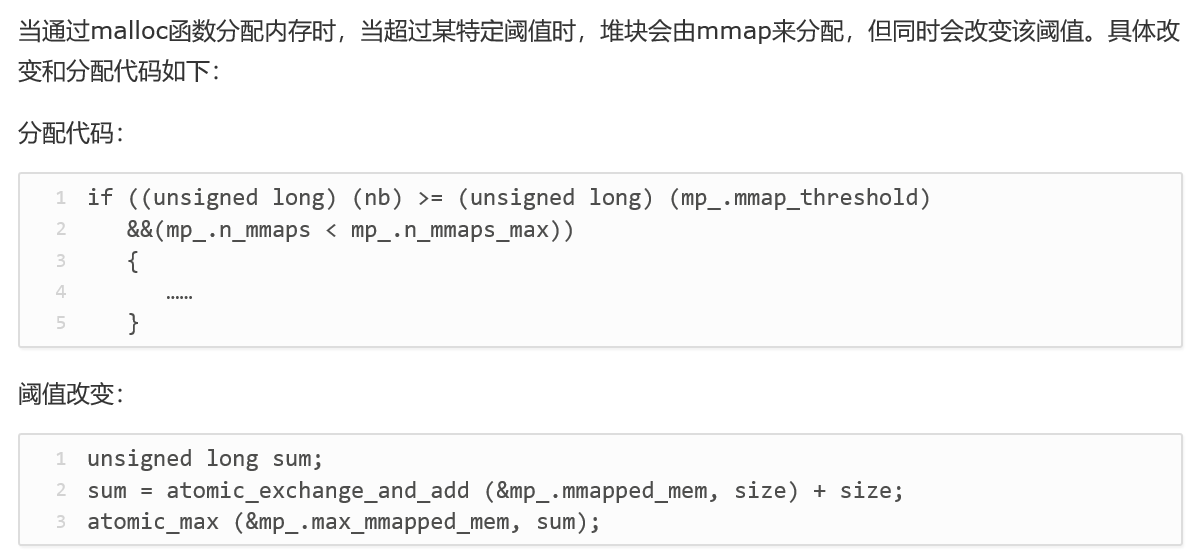 当通过malloc函数分配内存时，当超过某特定阈值时，堆块会由mmap来分配，但同时会改变该阈值。具体改
变和分配代码如下：
分配代码：
1 if ((unsigned long) (nb) >= (unsigned long) (mp_.mmap_threshold)
2 &&(mp_.n_mmaps < mp_.n_mmaps_max))
3 {
4 ……
5 }
阈值改变：
1 unsigned long sum;
2 sum = atomic_exchange_and_add (&mp_.mmapped_mem, size) + size;
3 atomic_max (&mp_.max_mmapped_mem, sum);